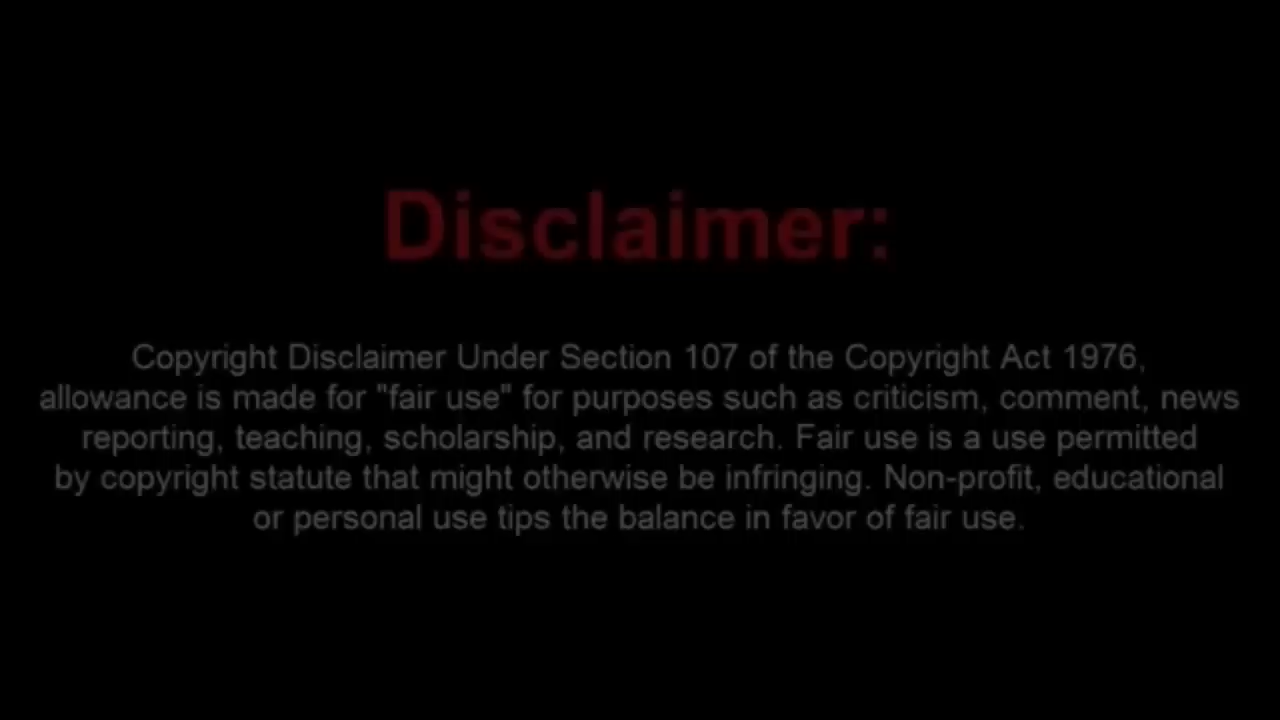 Disclaimer:
Copyright Disclaimer Under Section 107 of the Copyright Act 1976,
allowance is made for "fair use" for purposes such as criticism, comment, news
reporting, teaching, scholarship, and research. Fair use is a use permitted
by copyright statute that might otherwise be infringing. Non-profit, educational
or personal use tips the balance in favor of fair use.